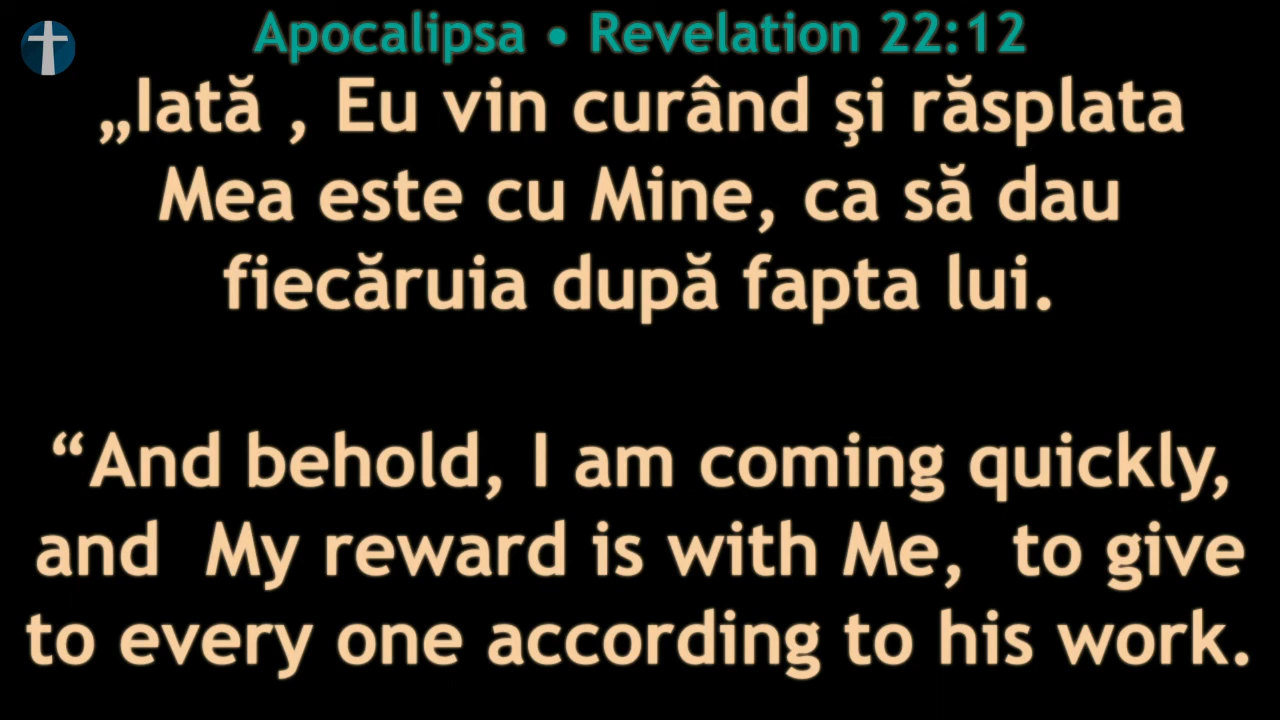 Apocalipsa • Revelation 22:12
„Iată , Eu vin curând şi răsplata
Mea este cu Mine, ca să dau
fiecăruia după fapta lui.
“And behold, I am coming quickly,
and  My reward is with Me,  to give
to every one according to his work.